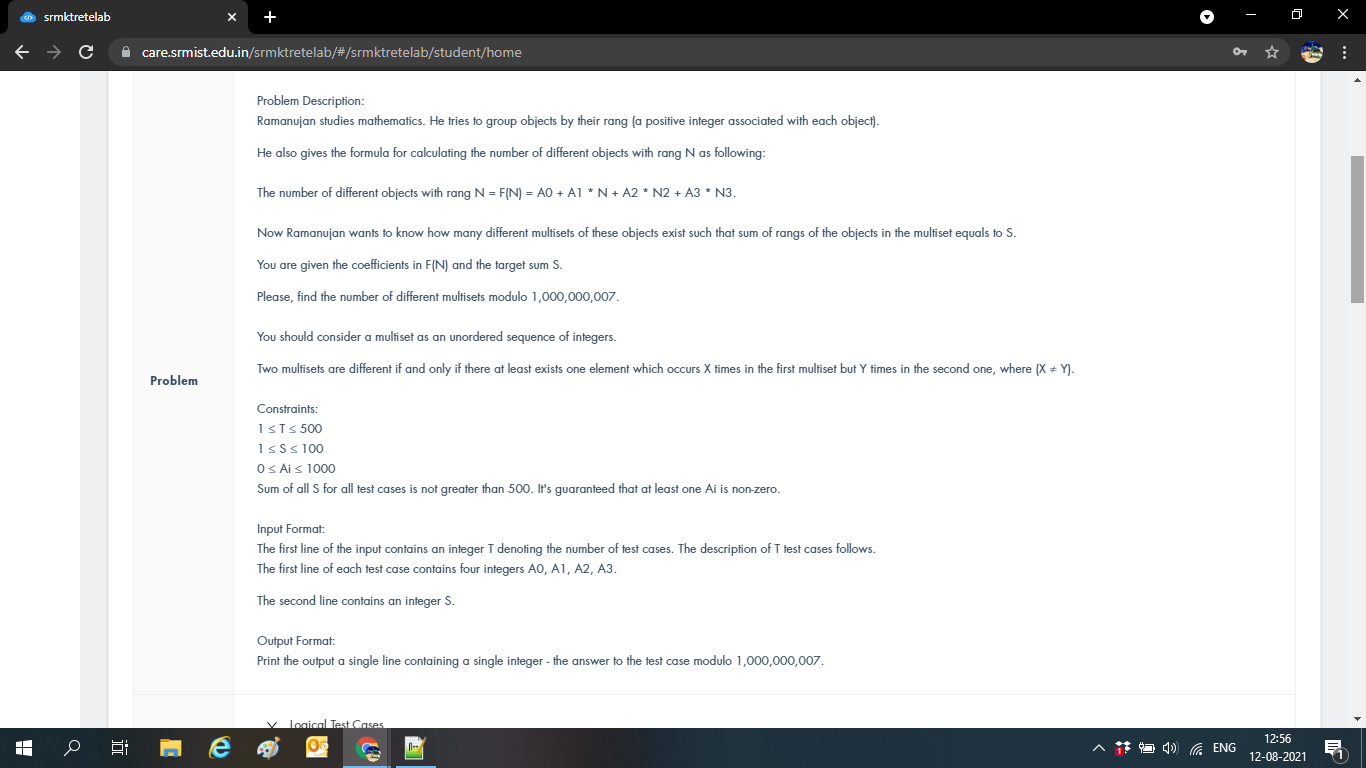 srmktretelab
care.srmist.edu.in/srmktretelab/#/srmktretelab/student/home
Problem Description:
Ramanujan studies mathematics. He tries to group objects by their rang (a positive integer associated with each object).
He also gives the formula for calculating the number of different objects with rang N as following:
The number of different objects with rang N = F(N) = A0 + A1 * N + A2 * N2 + A3 * N3.
Now Ramanujan wants to know how many different multisets of these objects exist such that sum of rangs of the objects in the multiset equals to S.
You are given the coefficients in F(N) and the target sum S.
Please, find the number of different multisets modulo 1,000,000,007.
You should consider a multiset as an unordered sequence of integers.
Problem
Two multisets are different if and only if there at least exists one element which occurs X times in the first multiset but Y times in the second one, where (X ≠ Y).
Constraints:
1 ≤ T ≤ 500
1 ≤ S ≤ 100
0 ≤ Ai ≤ 1000
Sum of all S for all test cases is not greater than 500. It's guaranteed that at least one Ai is non-zero.
Input Format:
The first line of the input contains an integer T denoting the number of test cases. The description of T test cases follows.
The first line of each test case contains four integers A0, A1, A2, A3.
The second line contains an integer S.
Output Format:
Print the output a single line containing a single integer - the answer to the test case modulo 1,000,000,007.
Logical Test Cases
ENG
12:56
12-08-2021
1
1